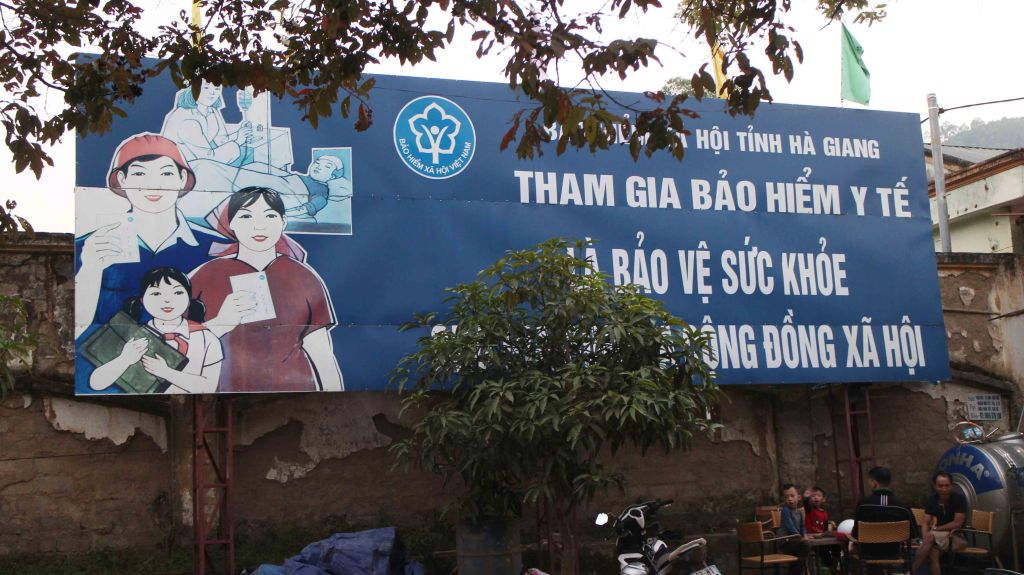 BẢO HIỂM XÃ HỘI VIỆT NAM
HỘI TỈNH HÀ GIANG
THAM GIA BẢO HIỂM Y TẾ
LÀ BẢO VỆ SỨC KHỎE
ĐỒNG XÃ HỘI